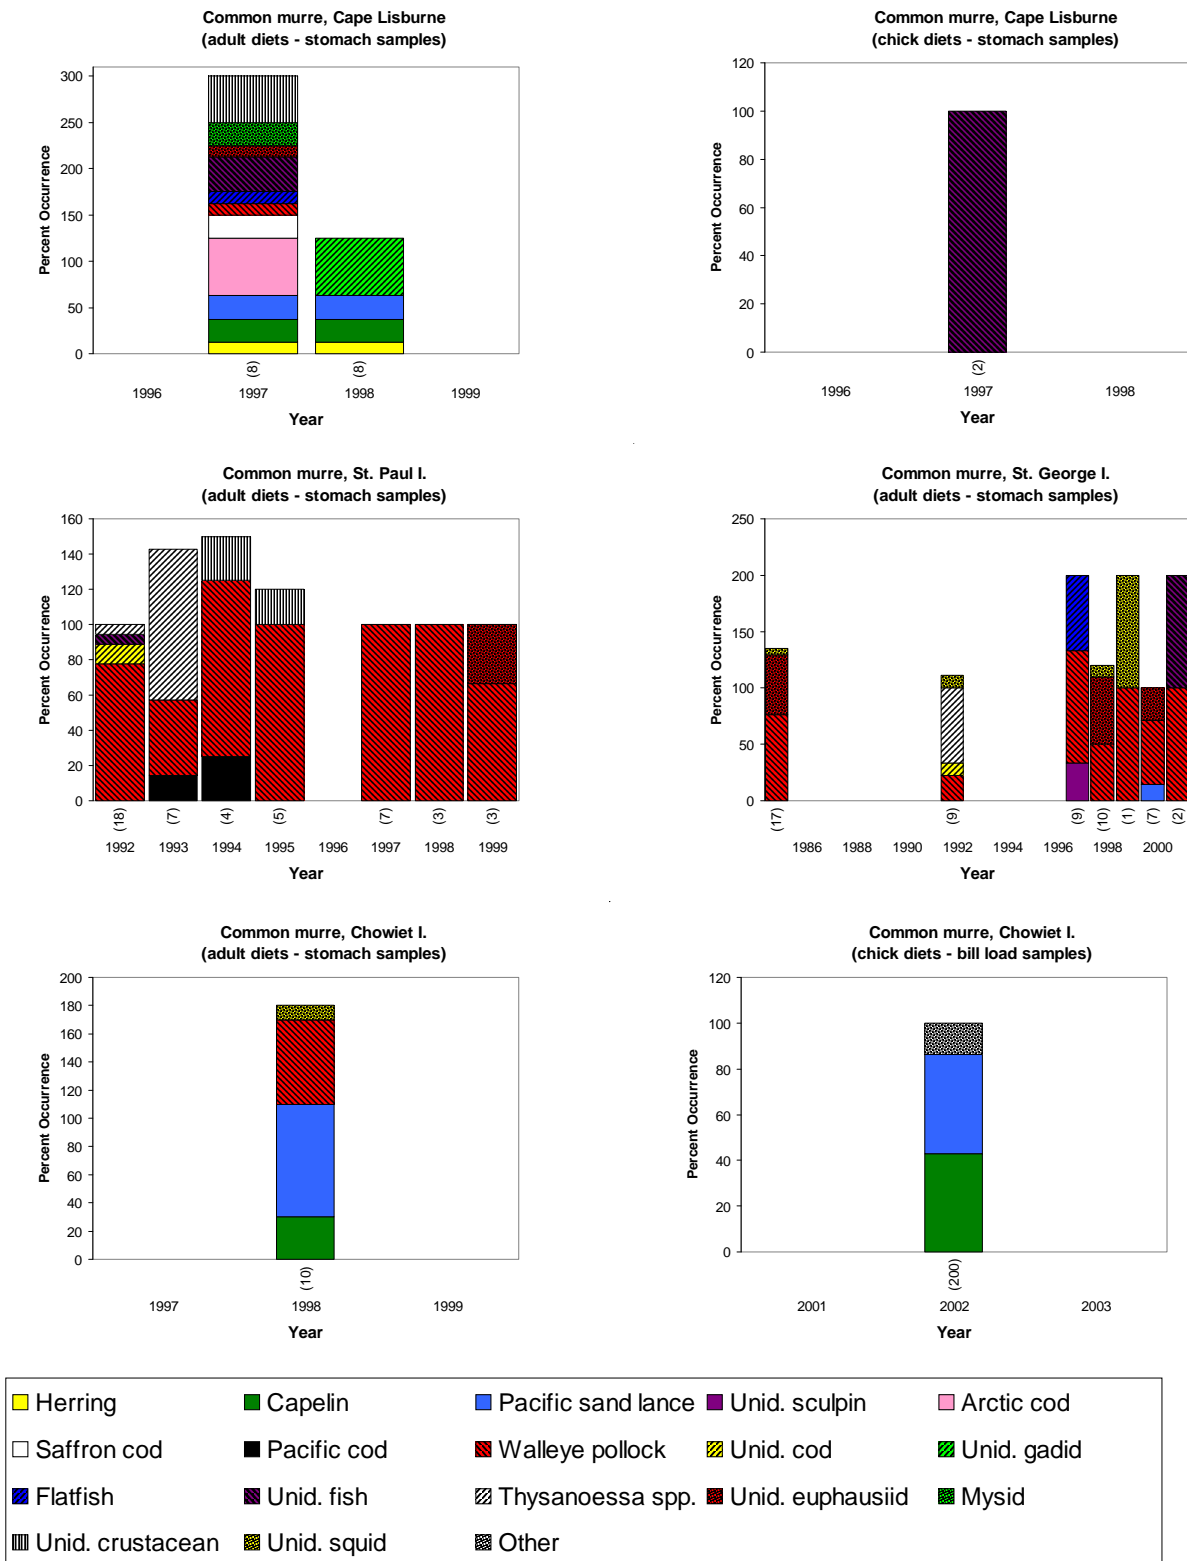 Common murre, Cape Lisburne
(adult diets - stomach samples)
Percent Occurrence
300
250
200
150
100
50
0
(8) (8)
1996 1997 1998 1999
Year
Common murre, Cape Lisburne
(chick diets - stomach samples)
Percent Occurrence
120
100
80
60
40
20
0
(2)
1996 1997 1998
Year
Common murre, St. Paul I.
(adult diets - stomach samples)
Percent Occurrence
160
140
120
100
80
60
40
20
0
(18) (7) (4) (5) (7) (3) (3)
1992 1993 1994 1995 1996 1997 1998 1999
Year
Common murre, St. George I.
(adult diets - stomach samples)
Percent Occurrence
250
200
150
100
50
0
(17) (9) (9) (10) (1) (7) (2)
1986 1988 1990 1992 1994 1996 1998 2000
Year
Common murre, Chowiet I.
(adult diets - stomach samples)
Percent Occurrence
200
180
160
140
120
100
80
60
40
20
0
(10)
1997 1998 1999
Year
Common murre, Chowiet I.
(chick diets - bill load samples)
Percent Occurrence
120
100
80
60
40
20
0
(200)
2001 2002 2003
Year
Herring Capelin Pacific sand lance Unid. sculpin Arctic cod
Saffron cod Pacific cod Walleye pollock Unid. cod Unid. gadid
Flatfish Unid. fish Thysanoessa spp. Unid. euphausiid Mysid
Unid. crustacean Unid. squid Other